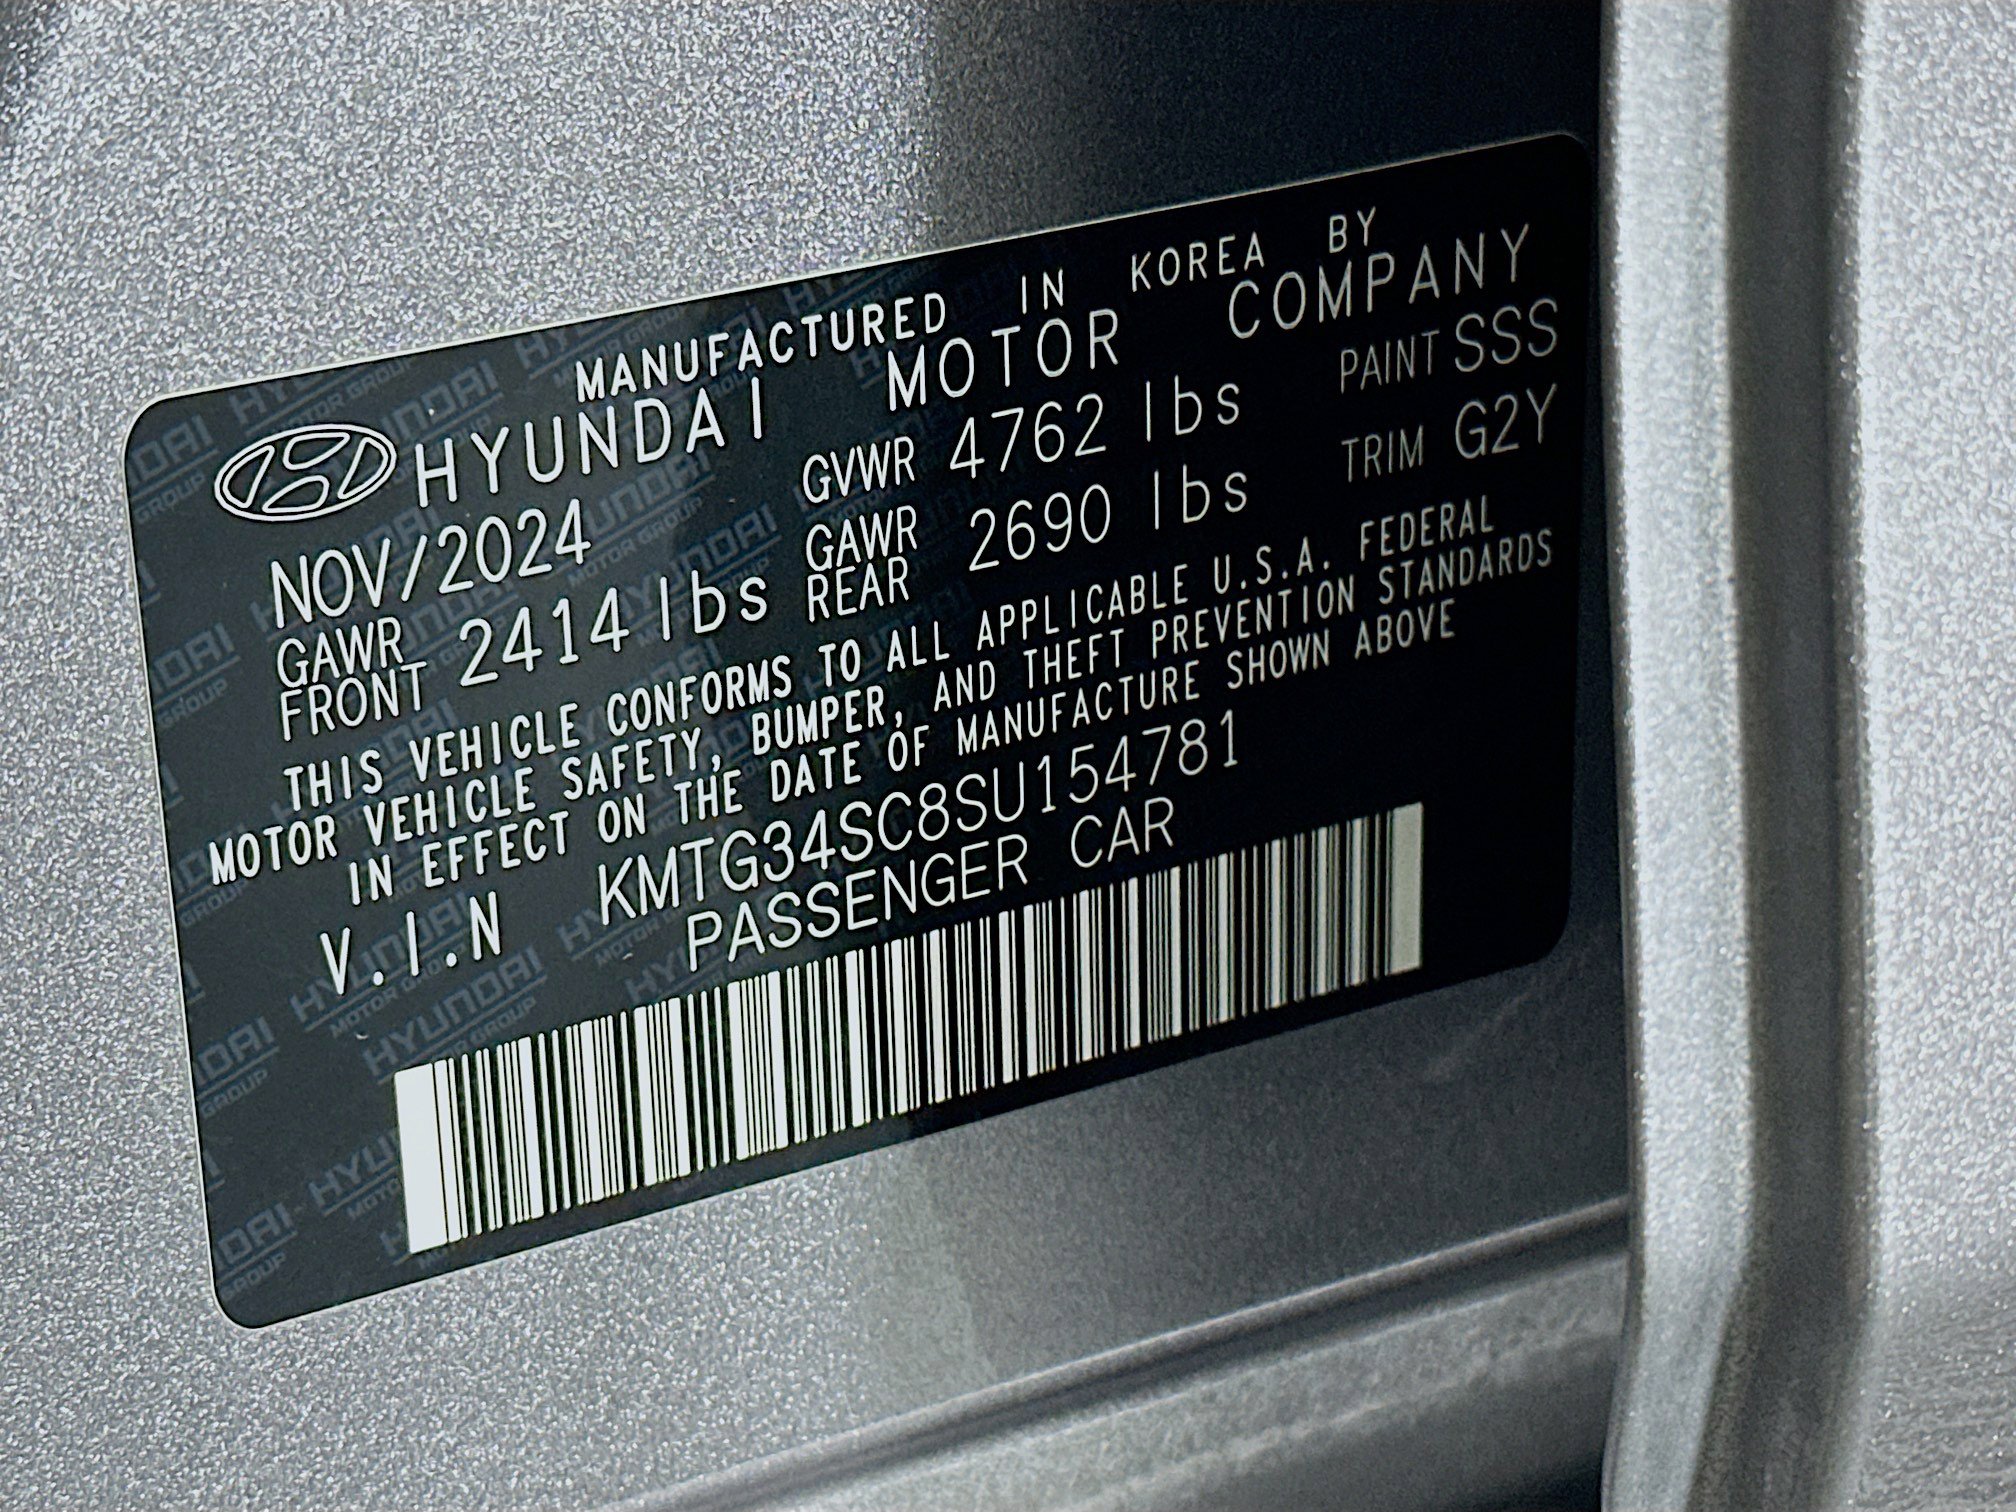 MANUFACTURED IN KOREA BY
HYUNDAI MOTOR COMPANY
NOV/2024 GVWR 4762 lbs PAINT SSS
GAWR FRONT 2414 lbs GAWR REAR 2690 lbs TRIM G2Y
THIS VEHICLE CONFORMS TO ALL APPLICABLE U.S.A. FEDERAL
MOTOR VEHICLE SAFETY, BUMPER, AND THEFT PREVENTION STANDARDS
IN EFFECT ON THE DATE OF MANUFACTURE SHOWN ABOVE
V.I.N KMTG34SC8SU154781
PASSENGER CAR
HYUNDAI
MOTOR GROUP